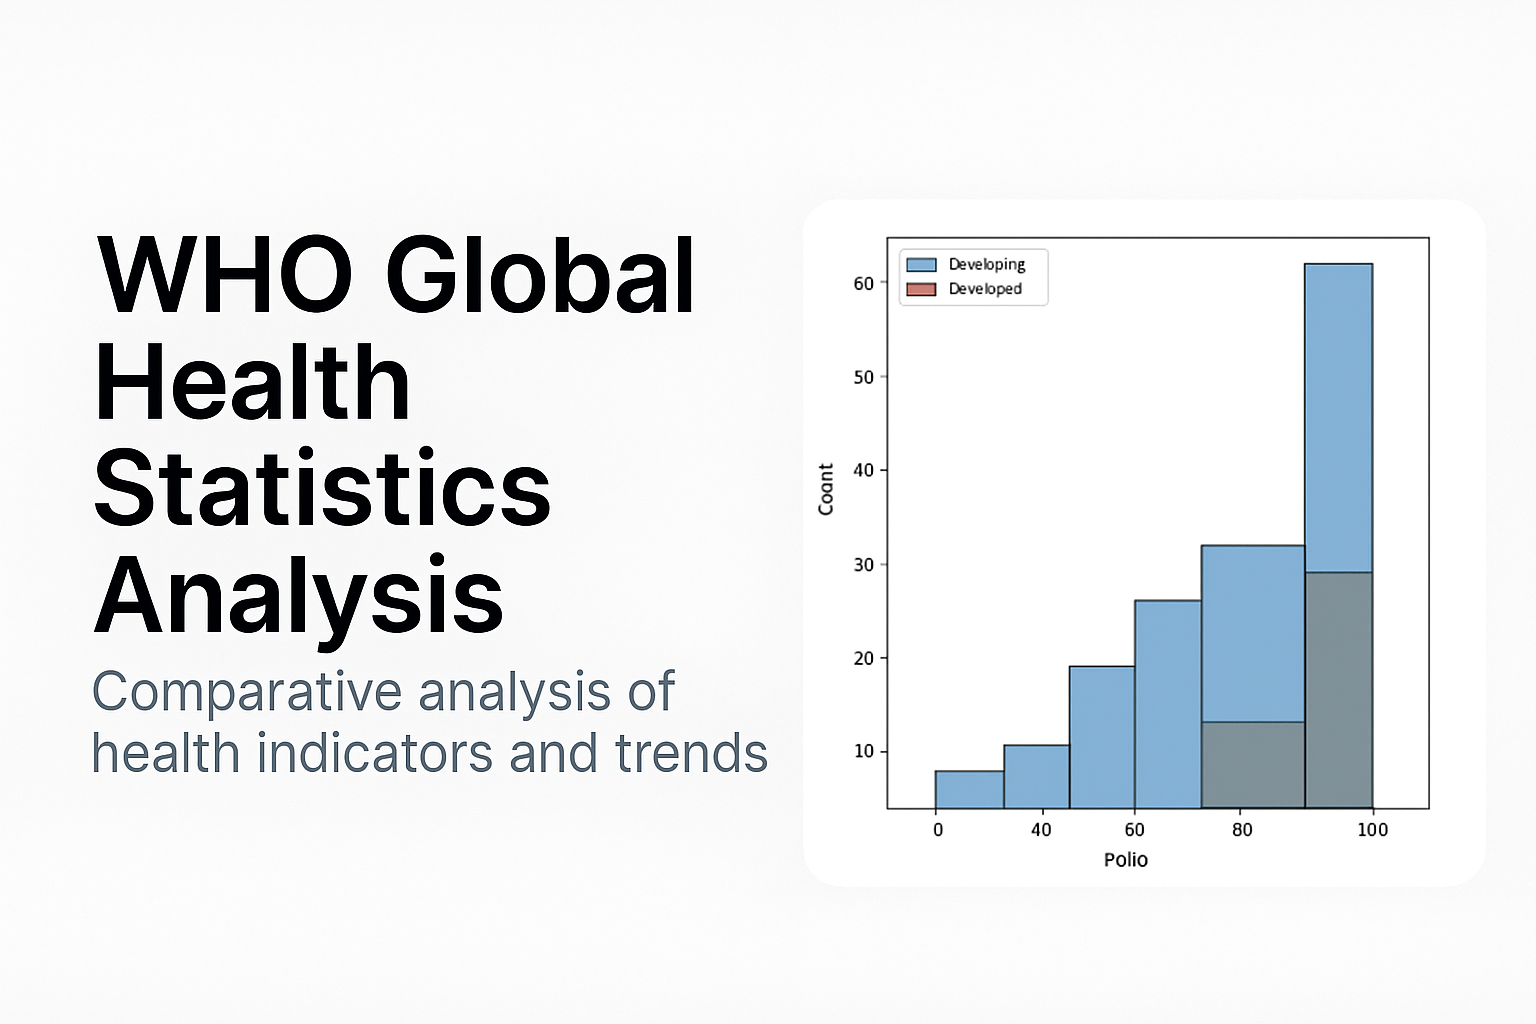 WHO Global
Health
Statistics
Analysis
Comparative analysis of
health indicators and trends
Developing
Developed
60
50
40
30
20
10
Count
0 40 60 80 100
Polio